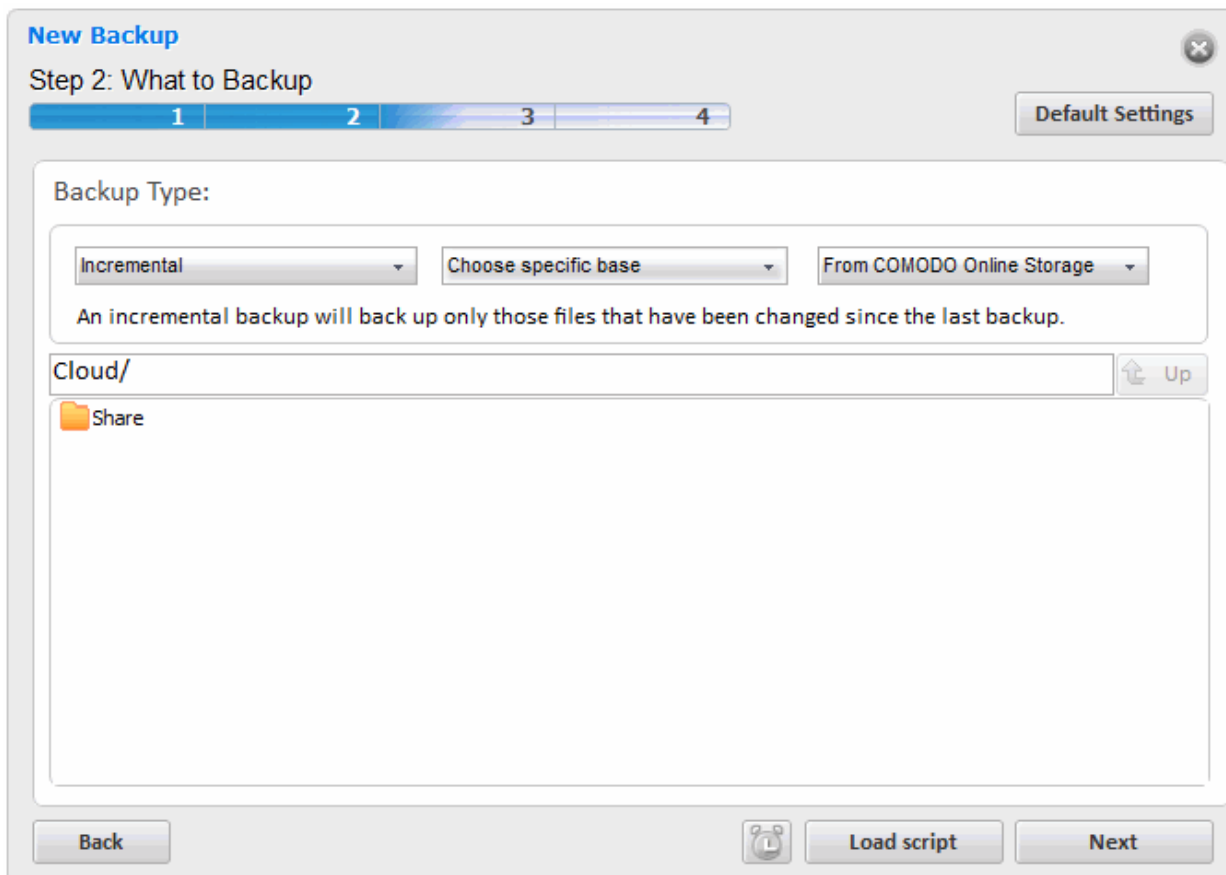 New Backup
Step 2: What to Backup
1 2 3 4
Default Settings
Backup Type:
Incremental
Choose specific base
From COMODO Online Storage
An incremental backup will back up only those files that have been changed since the last backup.
Cloud/
Up
Share
Back
Load script
Next